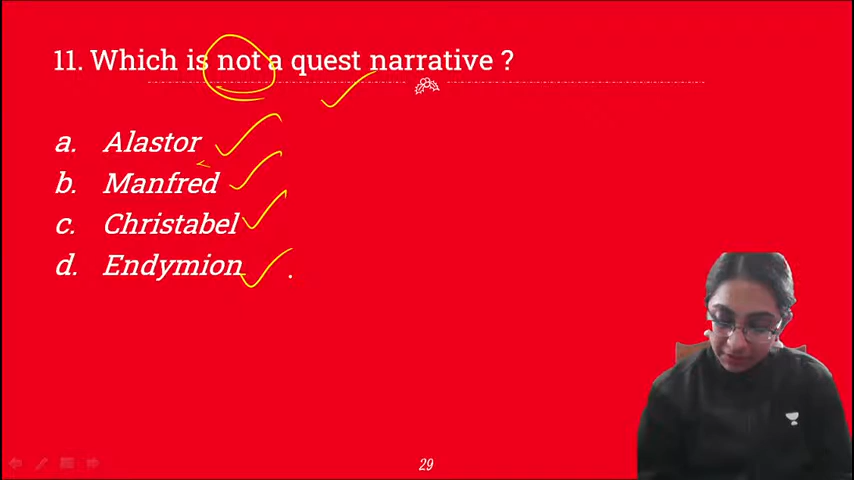 11. Which is not a quest narrative ?
a. Alastor
b. Manfred
c. Christabel
d. Endymion
29